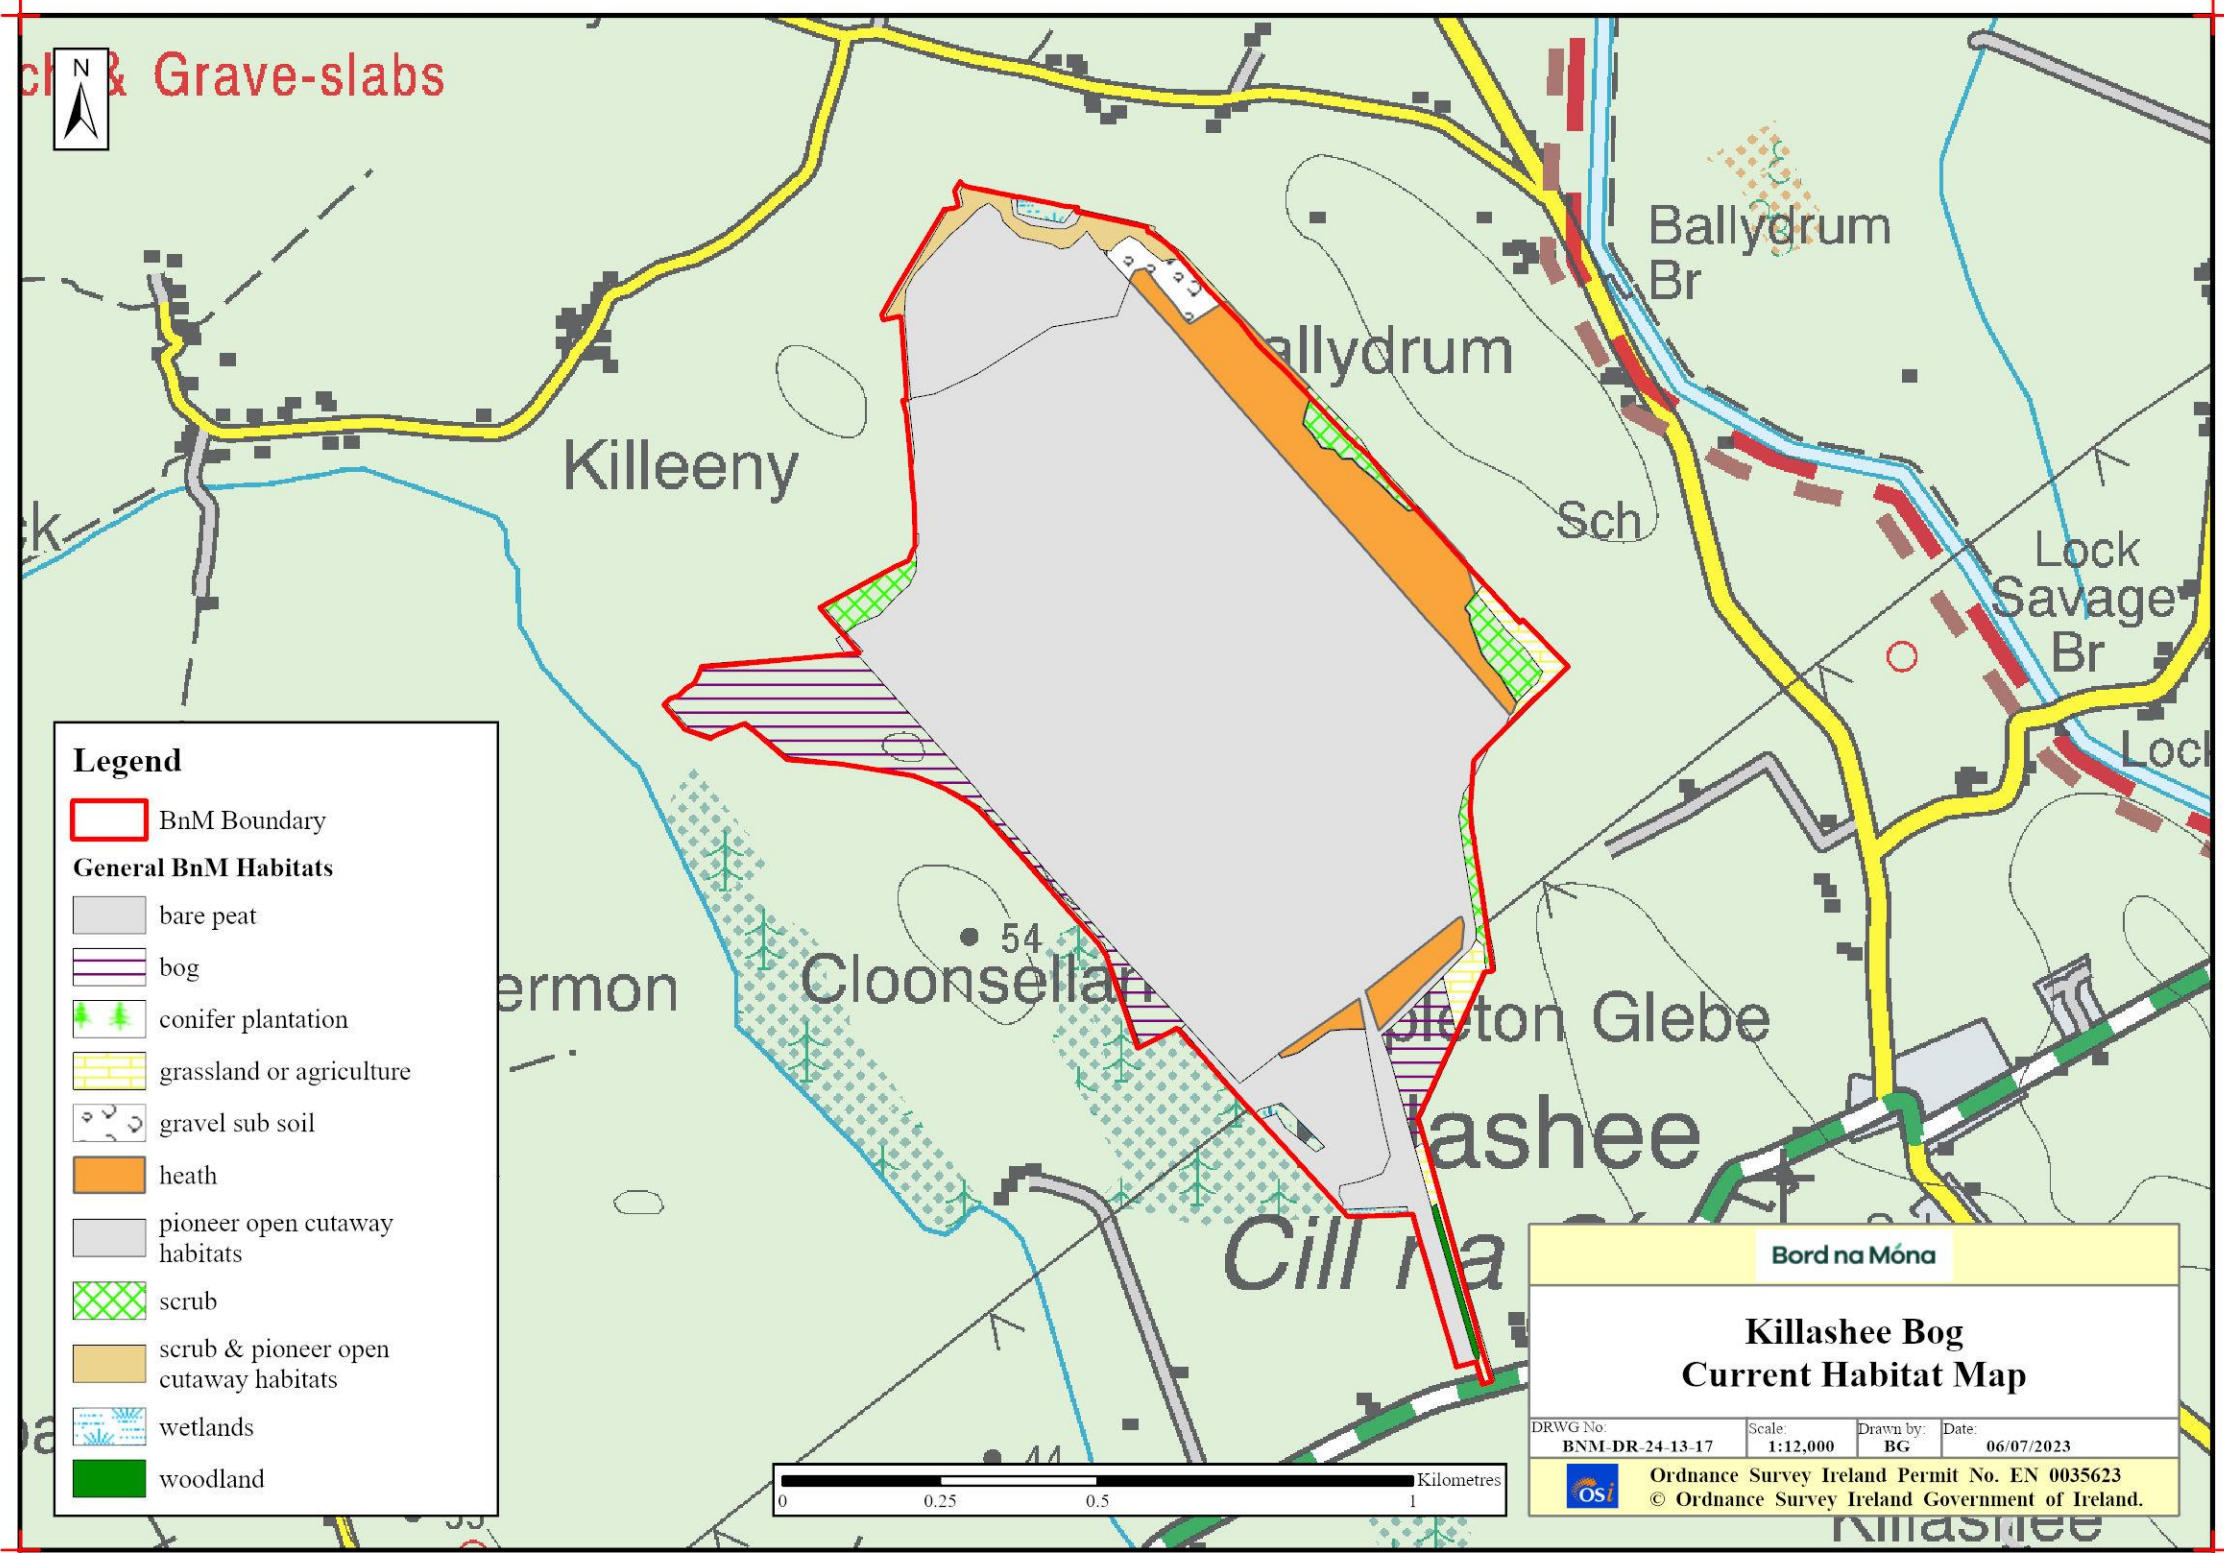 N
& Grave-slabs
Ballydrum
Br
allydrum
Killeeny
Sch
Lock
Savage
Br
Lock
54
ermon
Cloonsellan
pleton Glebe
lashee
Cill na
Legend
BnM Boundary
General BnM Habitats
bare peat
bog
conifer plantation
grassland or agriculture
gravel sub soil
heath
pioneer open cutaway
habitats
scrub
scrub & pioneer open
cutaway habitats
wetlands
woodland
44
Kilometres
0 0.25 0.5 1
Bord na Móna
Killashee Bog
Current Habitat Map
DRWG No: Scale: Drawn by: Date:
BNM-DR-24-13-17 1:12,000 BG 06/07/2023
OSi
Ordnance Survey Ireland Permit No. EN 0035623
© Ordnance Survey Ireland Government of Ireland.
Killashee